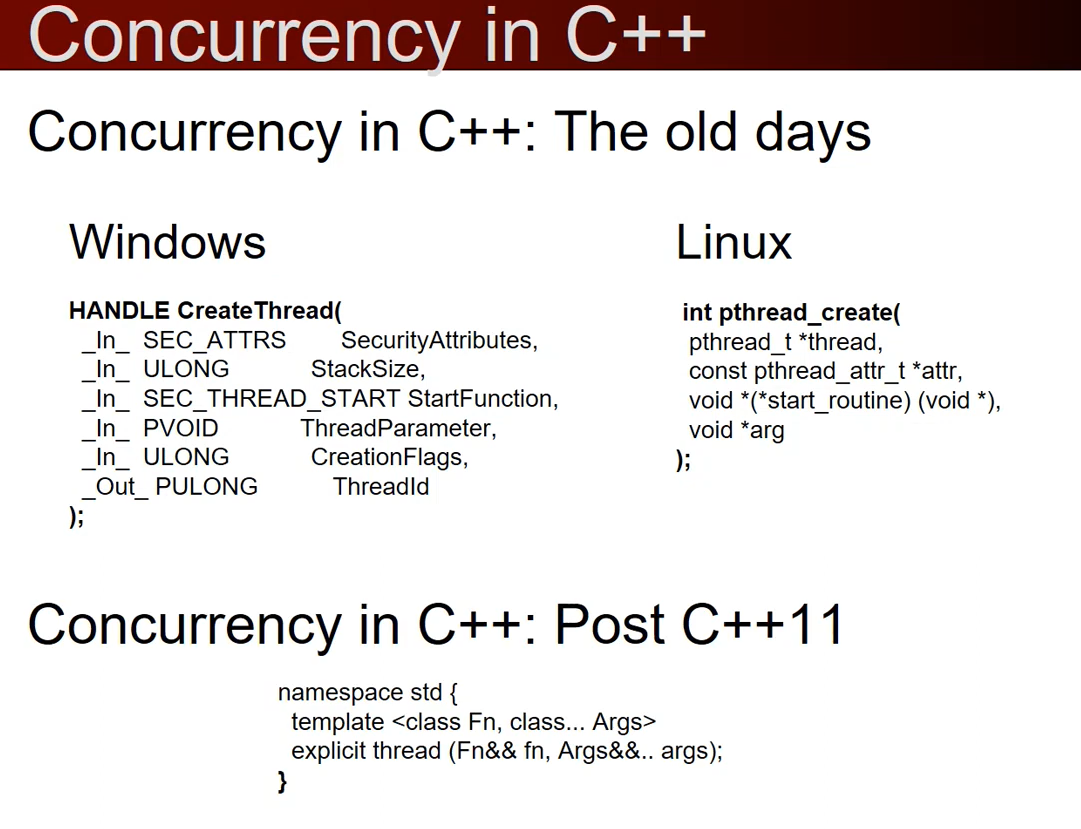 Concurrency in C++
Concurrency in C++: The old days
Windows
HANDLE CreateThread(
_In_ SEC_ATTRS SecurityAttributes,
_In_ ULONG StackSize,
_In_ SEC_THREAD_START StartFunction,
_In_ PVOID ThreadParameter,
_In_ ULONG CreationFlags,
_Out_ PULONG ThreadId
);
Linux
int pthread_create(
pthread_t *thread,
const pthread_attr_t *attr,
void *(*start_routine) (void *),
void *arg
);
Concurrency in C++: Post C++11
namespace std {
template <class Fn, class... Args>
explicit thread (Fn&& fn, Args&&.. args);
}